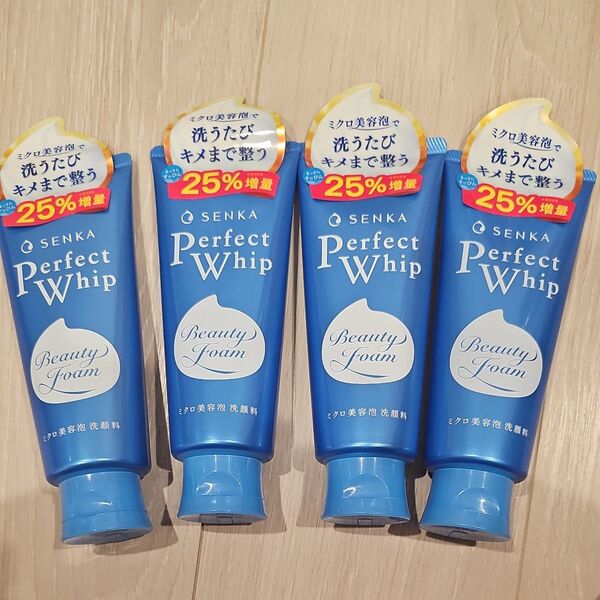 ミクロ美容泡で
洗うたび
キメまで整う
25%増量
SENKA
Perfect
Whip
Beauty
Foam
ミクロ美容泡 洗顔料
ミクロ美容泡で
洗うたび
キメまで整う
25%増量
SENKA
Perfect
Whip
Beauty
Foam
ミクロ美容泡 洗顔料
ミクロ美容泡で
洗うたび
キメまで整う
25%増量
SENKA
Perfect
Whip
Beauty
Foam
ミクロ美容泡 洗顔料
ミクロ美容泡で
洗うたび
キメまで整う
25%増量
SENKA
Perfect
Whip
Beauty
Foam
ミクロ美容泡 洗顔料